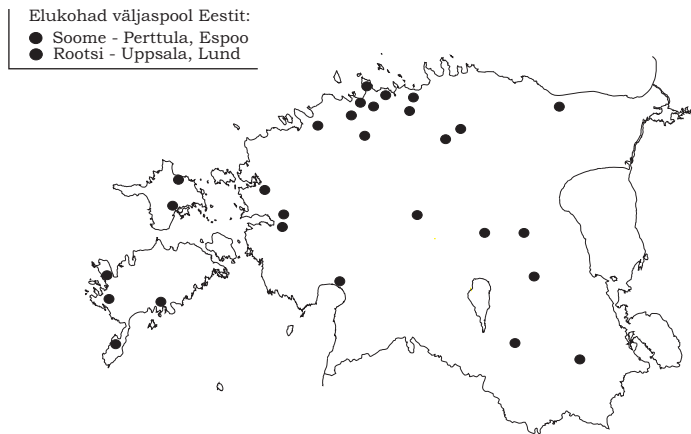 Elukohad väljaspool Eestit:
Soome - Perttula, Espoo
Rootsi - Uppsala, Lund